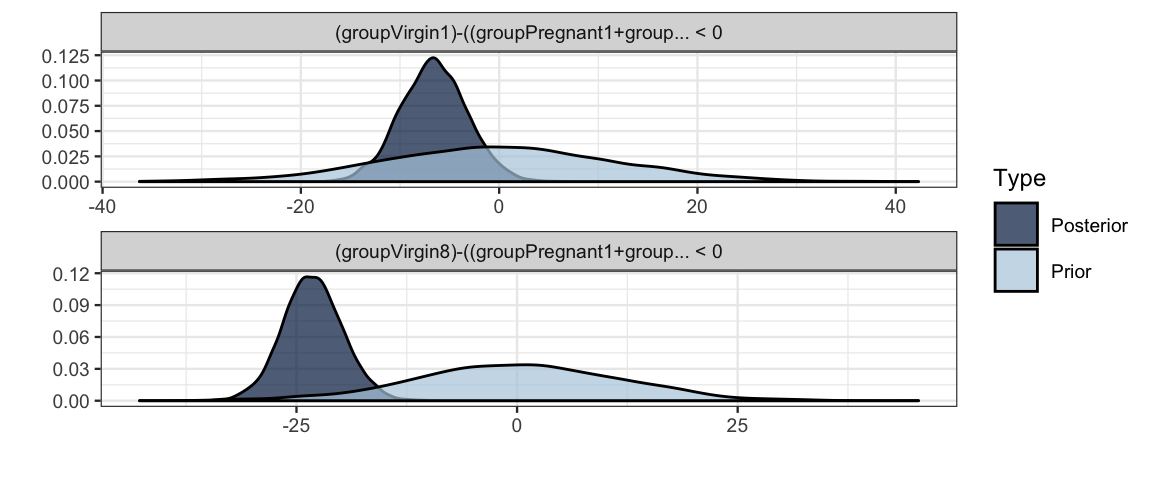 (groupVirgin1)-((groupPregnant1+group... < 0
0.125
0.100
0.075
0.050
0.025
0.000
-40 -20 0 20 40
(groupVirgin8)-((groupPregnant1+group... < 0
0.12
0.09
0.06
0.03
0.00
-25 0 25
Type
Posterior
Prior